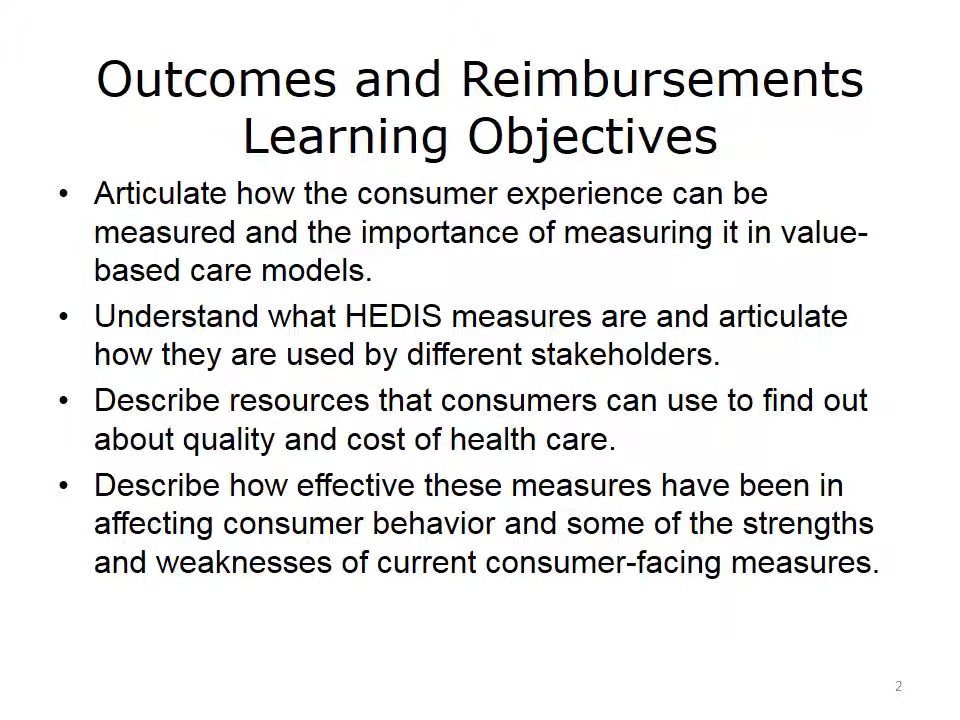 Outcomes and Reimbursements
Learning Objectives
• Articulate how the consumer experience can be
measured and the importance of measuring it in value-
based care models.
• Understand what HEDIS measures are and articulate
how they are used by different stakeholders.
• Describe resources that consumers can use to find out
about quality and cost of health care.
• Describe how effective these measures have been in
affecting consumer behavior and some of the strengths
and weaknesses of current consumer-facing measures.
2